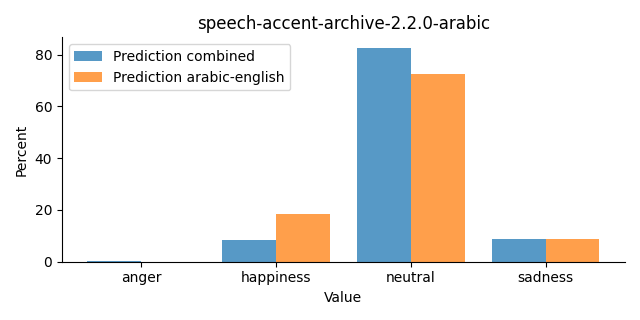 speech-accent-archive-2.2.0-arabic
Prediction combined
Prediction arabic-english
Percent
80
60
40
20
0
anger happiness neutral sadness
Value